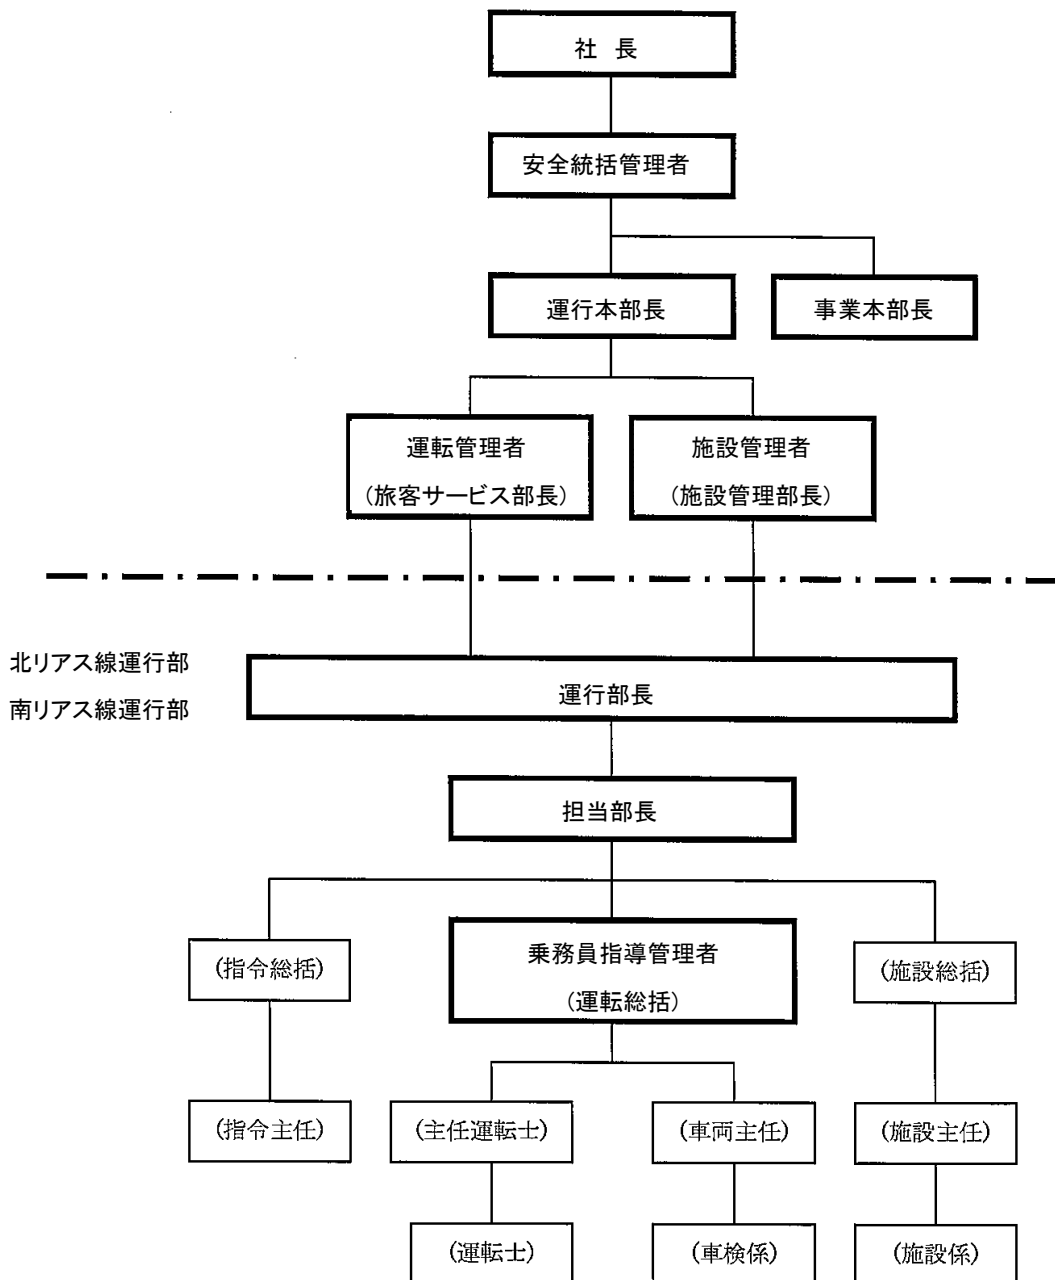 社 長
安全統括管理者
運行本部長
事業本部長
運転管理者
(旅客サービス部長)
施設管理者
(施設管理部長)
北リアス線運行部
南リアス線運行部
運行部長
担当部長
(指令総括)
乗務員指導管理者
(運転総括)
(施設総括)
(指令主任)
(主任運転士)
(車両主任)
(施設主任)
(運転士)
(車検係)
(施設係)